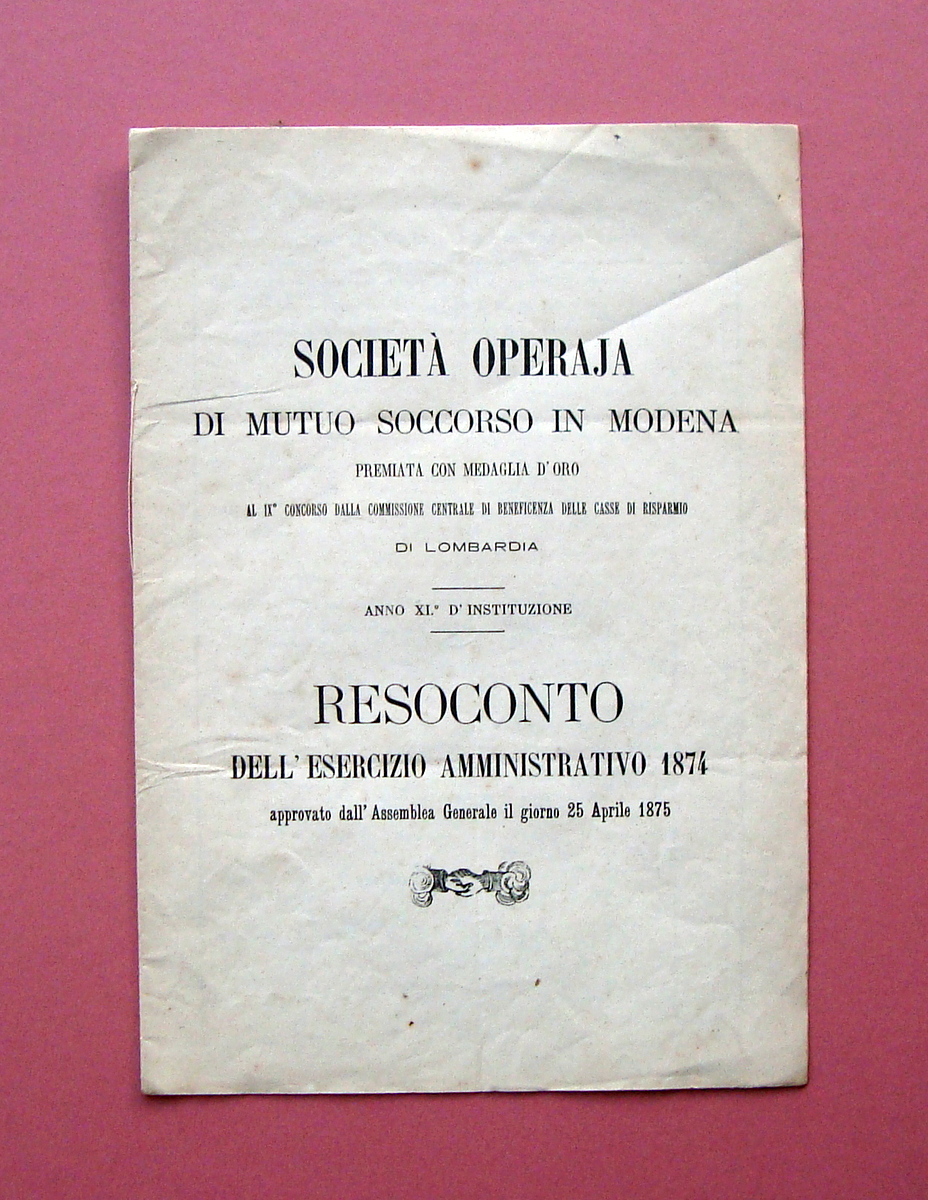 SOCIETÀ OPERAJA
DI MUTUO SOCCORSO IN MODENA
PREMIATA CON MEDAGLIA D'ORO
AL IX° CONCORSO DALLA COMMISSIONE CENTRALE DI BENEFICENZA DELLE CASSE DI RISPARMIO
DI LOMBARDIA
ANNO XI.° D'INSTITUZIONE
RESOCONTO
DELL'ESERCIZIO AMMINISTRATIVO 1874
approvato dall'Assemblea Generale il giorno 25 Aprile 1875